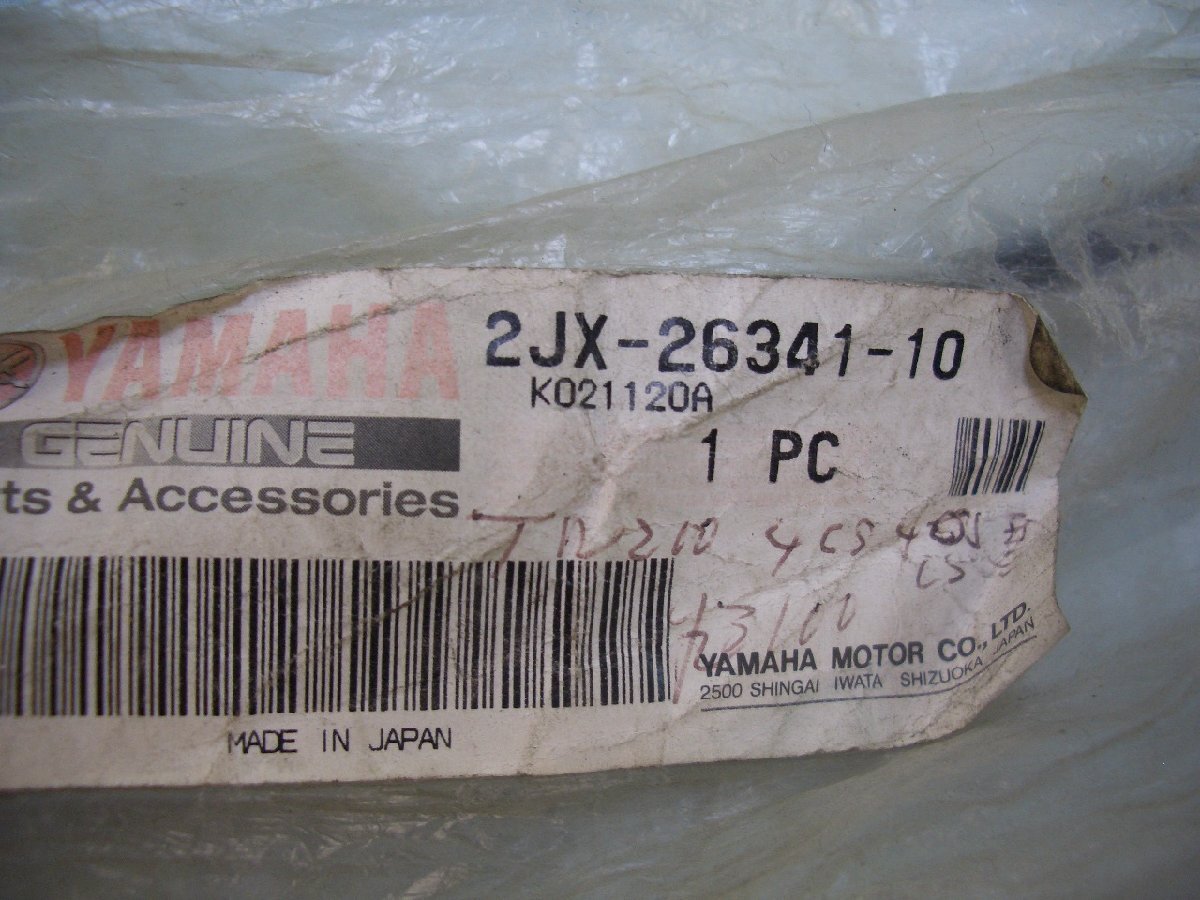 YAMAHA
2JX-26341-10
K021120A
GENUINE
1 PC
ts & Accessories
YAMAHA MOTOR CO., LTD.
2500 SHINGAI IWATA SHIZUOKA JAPAN
MADE IN JAPAN